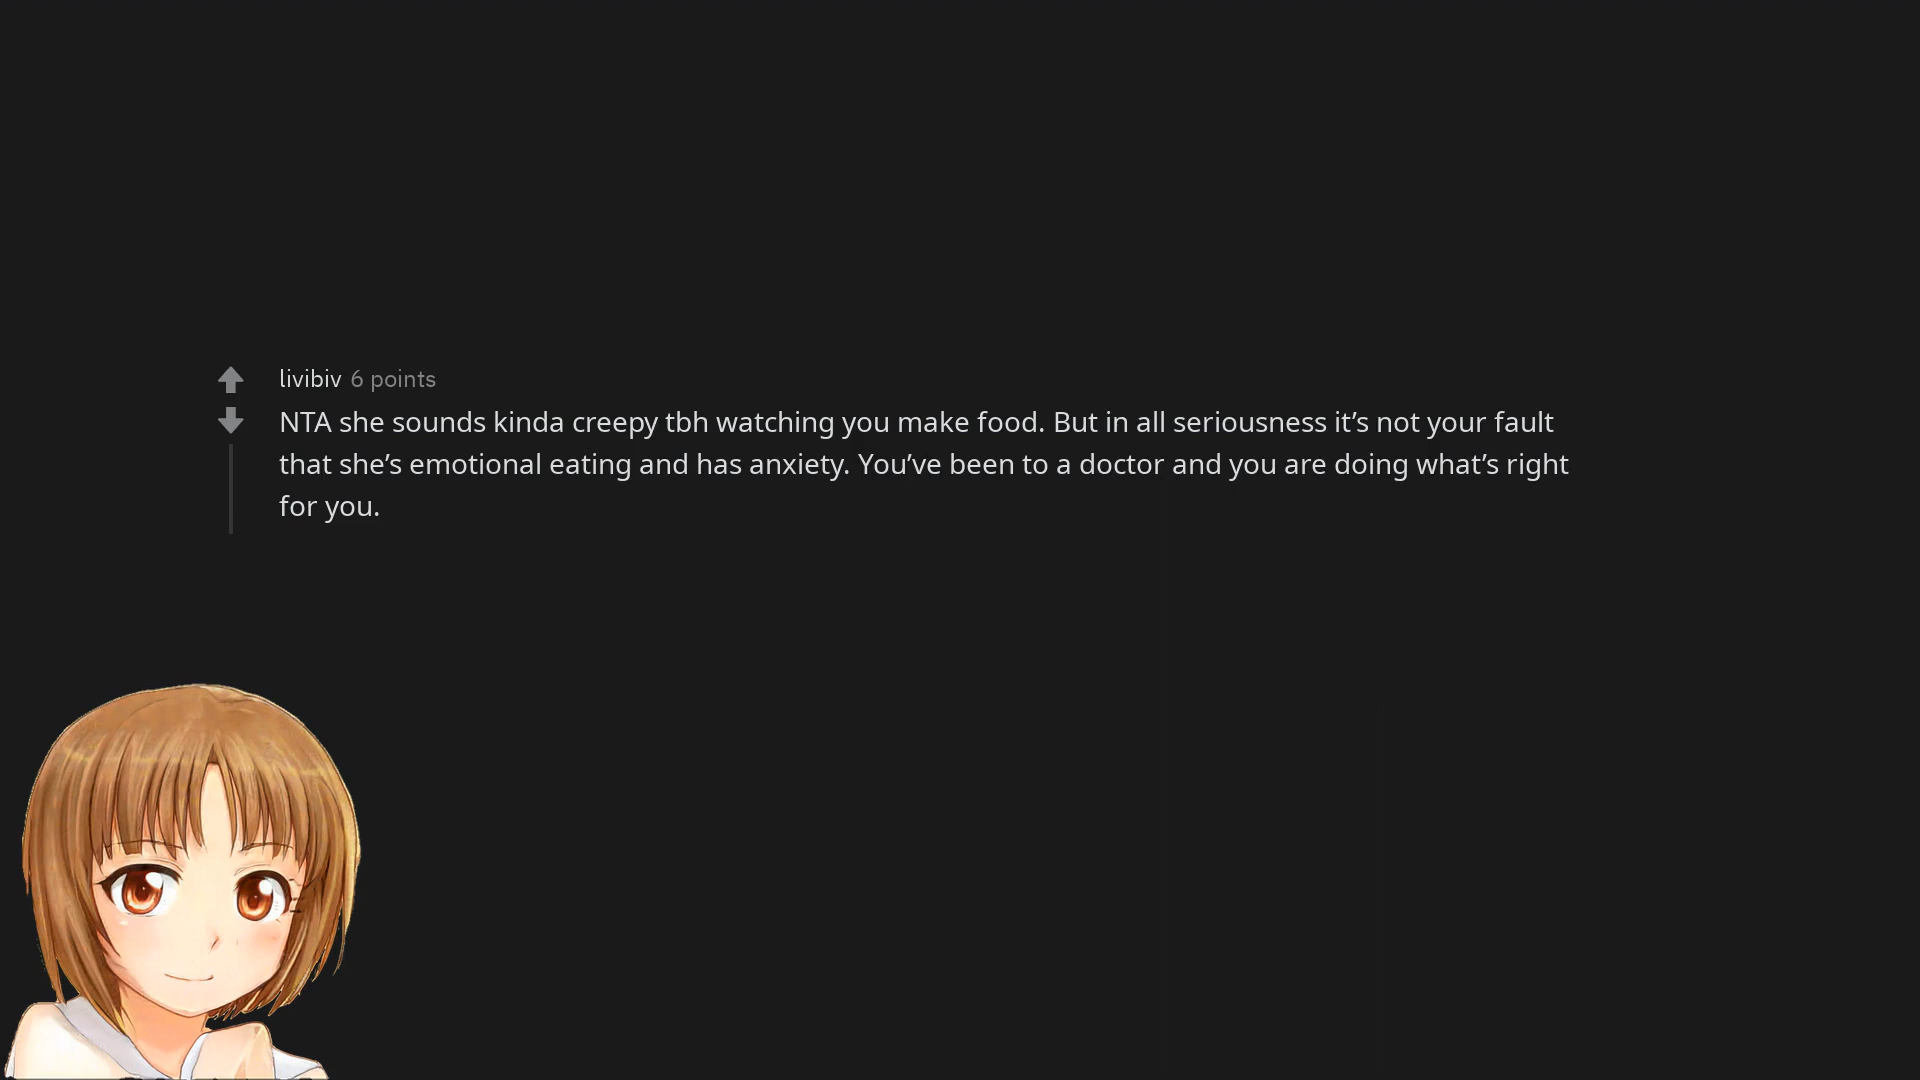 livibiv 6 points
NTA she sounds kinda creepy tbh watching you make food. But in all seriousness it’s not your fault
that she’s emotional eating and has anxiety. You’ve been to a doctor and you are doing what’s right
for you.